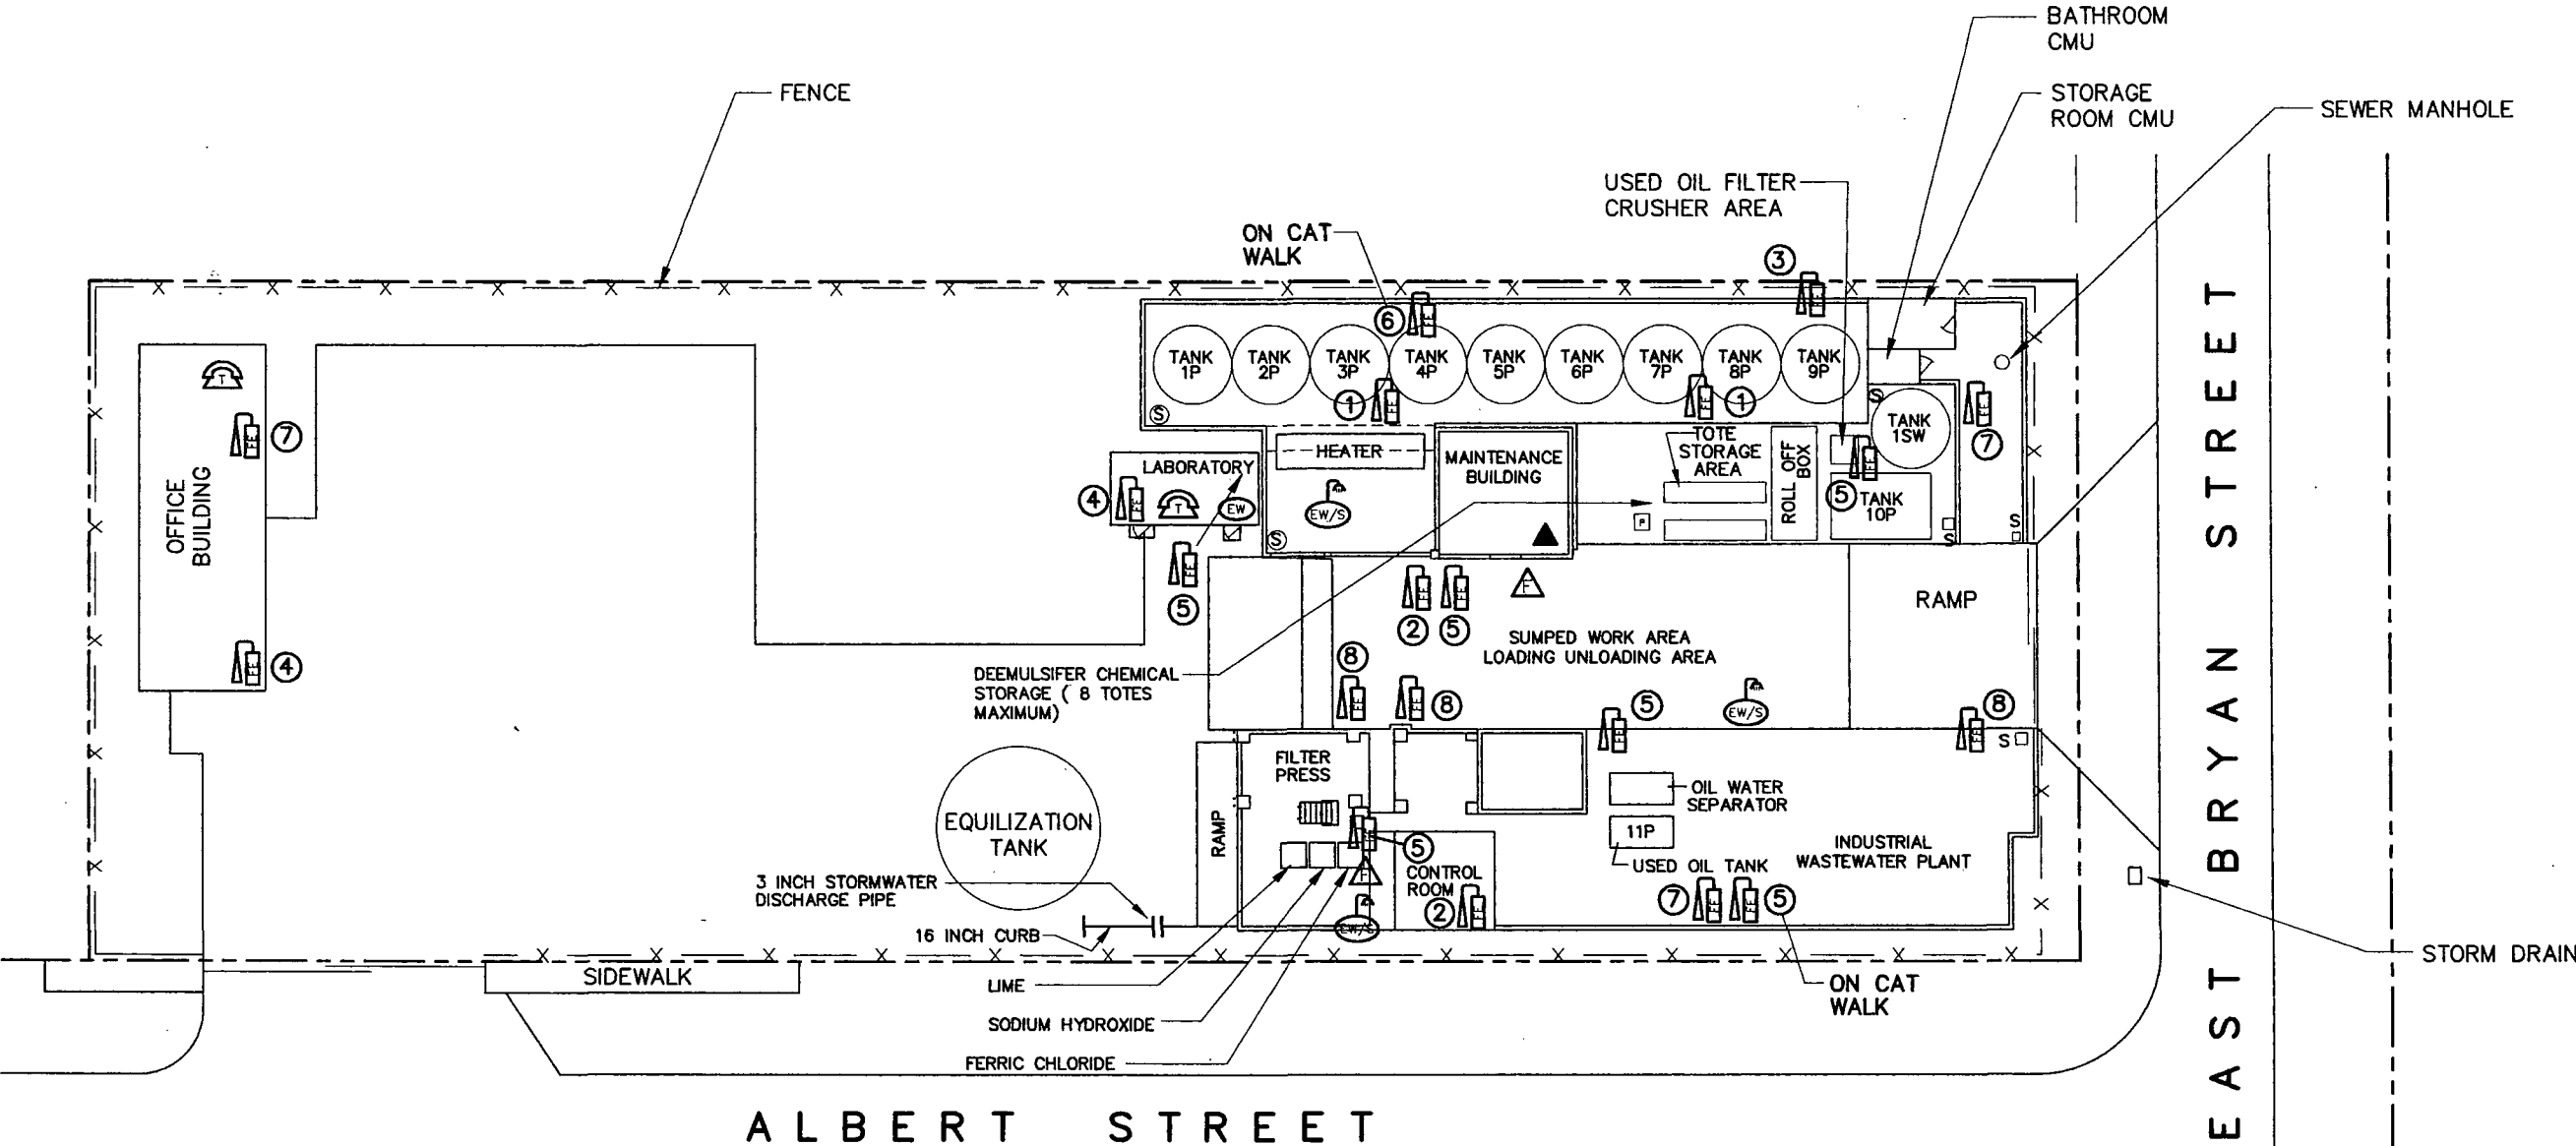 BATHROOM
CMU
FENCE
STORAGE
ROOM CMU
SEWER MANHOLE
USED OIL FILTER
CRUSHER AREA
ON CAT
WALK
3
6
TANK
1P
TANK
2P
TANK
3P
TANK
4P
TANK
5P
TANK
6P
TANK
7P
TANK
8P
TANK
9P
1
1
S
S
TANK
1SW
7
T
7
OFFICE
BUILDING
4
LABORATORY
4
T
EW
5
HEATER
EW/S
S
MAINTENANCE
BUILDING
TOTE
STORAGE
AREA
P
ROLL OFF
BOX
5
TANK
10P
S
S
F
2
5
RAMP
SUMPED WORK AREA
LOADING UNLOADING AREA
DEEMULSIFER CHEMICAL
STORAGE ( 8 TOTES
MAXIMUM)
8
8
5
EW/S
8
S
FILTER
PRESS
RAMP
EQUILIZATION
TANK
OIL WATER
SEPARATOR
11P
USED OIL TANK
INDUSTRIAL
WASTEWATER PLANT
5
F
CONTROL
ROOM
2
7
5
EW/S
3 INCH STORMWATER
DISCHARGE PIPE
16 INCH CURB
ON CAT
WALK
STORM DRAIN
SIDEWALK
LIME
SODIUM HYDROXIDE
FERRIC CHLORIDE
ALBERT STREET
EAST BRYAN STREET